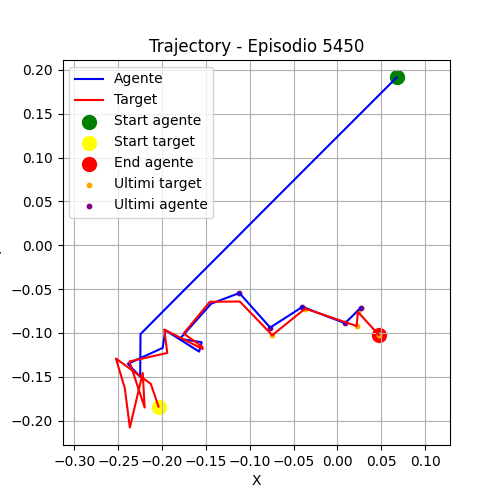 Trajectory - Episodio 5450
Agente
Target
Start agente
Start target
End agente
Ultimi target
Ultimi agente
0.20
0.15
0.10
0.05
0.00
−0.05
−0.10
−0.15
−0.20
−0.30 −0.25 −0.20 −0.15 −0.10 −0.05 0.00 0.05 0.10
X